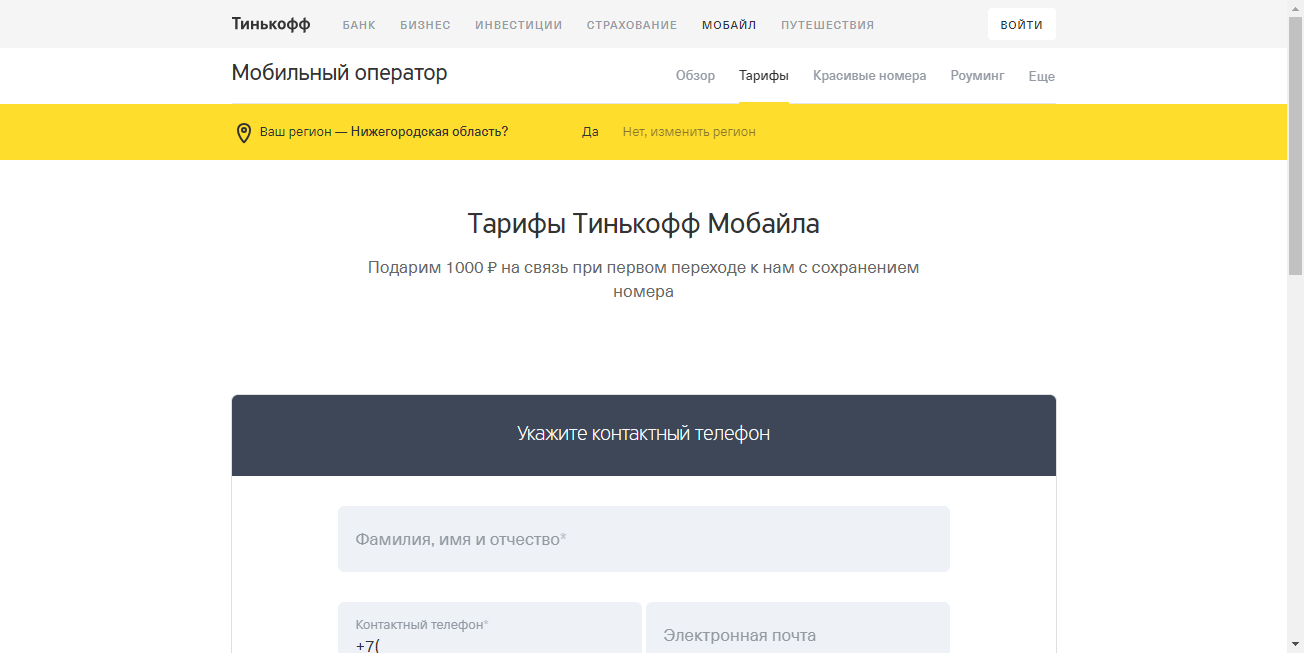 Тинькофф БАНК БИЗНЕС ИНВЕСТИЦИИ СТРАХОВАНИЕ МОБАЙЛ ПУТЕШЕСТВИЯ ВОЙТИ
Мобильный оператор Обзор Тарифы Красивые номера Роуминг Еще
Ваш регион — Нижегородская область? Да Нет, изменить регион
Тарифы Тинькофф Мобайла
Подарим 1000 ₽ на связь при первом переходе к нам с сохранением
номера
Укажите контактный телефон
Фамилия, имя и отчество*
Контактный телефон*
+7(
Электронная почта